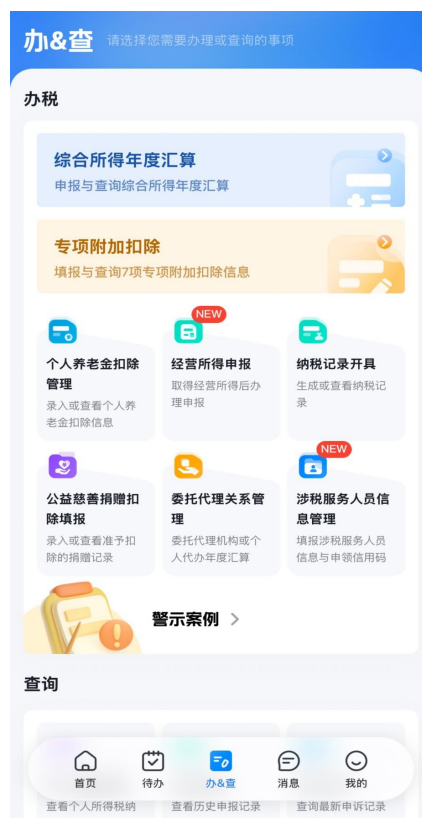 办&查 请选择您需要办理或查询的事项
办税
综合所得年度汇算
申报与查询综合所得年度汇算
专项附加扣除
填报与查询7项专项附加扣除信息
个人养老金扣除
管理
录入或查看个人养
老金扣除信息
NEW
经营所得申报
取得经营所得后办
理申报
纳税记录开具
生成或查看纳税记
录
公益慈善捐赠扣
除填报
录入或查看准予扣
除的捐赠记录
委托代理关系管
理
委托代理机构或个
人代办年度汇算
NEW
涉税服务人员信
息管理
填报涉税服务人员
信息与申领信用码
警示案例
查询
首页 待办 办&查 消息 我的
查看个人所得税纳 查看历史申报记录 查询最新申诉记录